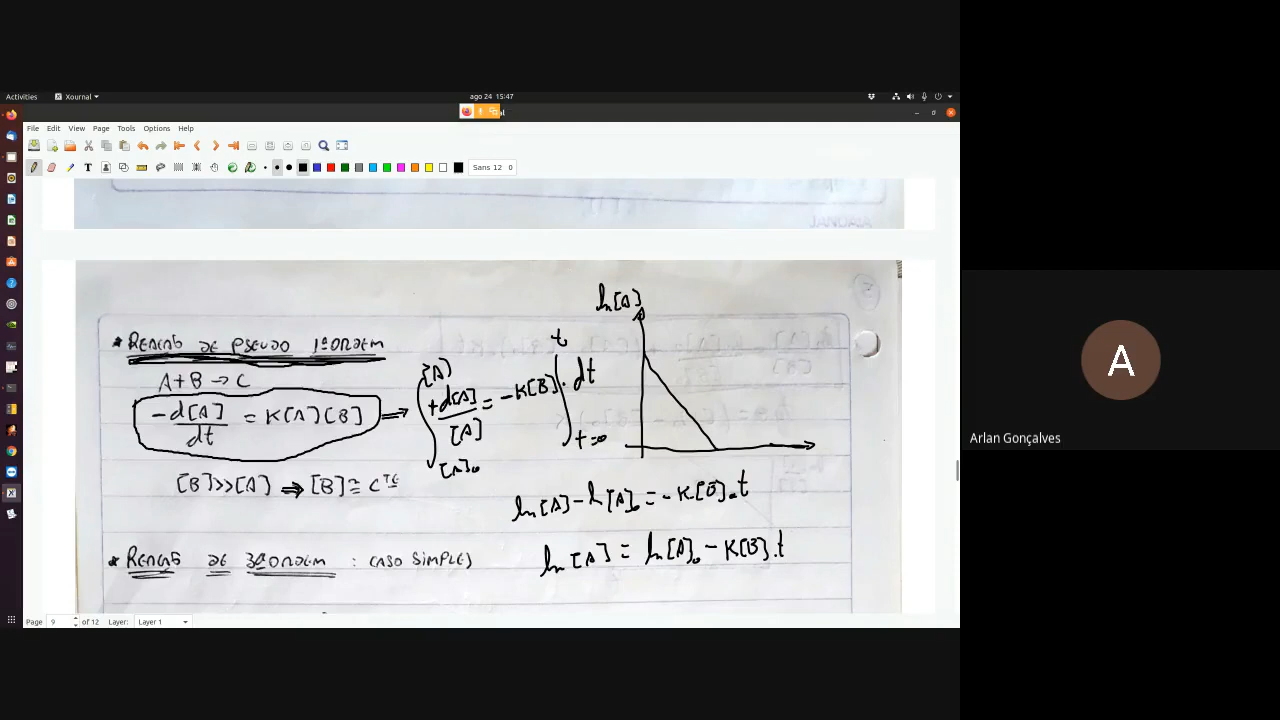 Activities Xournal ago 24 15:47
File Edit View Page Tools Options Help
T Sans 12 0
ln[A]
* REAÇÃO DE PSEUDO 1ª ORDEM
A + B → C
-d[A]/dt = K[A][B] ⇒ ∫[A]₀^[A] +d[A]/[A] = -K[B] ∫t=0^t · dt
[B]>>[A] ⇒ [B] ≅ CTE
ln[A] - ln[A]₀ = -K[B].t
ln[A] = ln[A]₀ - K[B].t
* REAÇÃO DE 3ª ORDEM : CASO SIMPLES
Page 9 of 12 Layer: Layer 1
A
Arlan Gonçalves